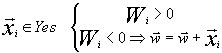 x⃗ᵢ ∈ Yes { Wᵢ > 0
Wᵢ < 0 ⇒ w⃗ = w⃗ + x⃗ᵢ